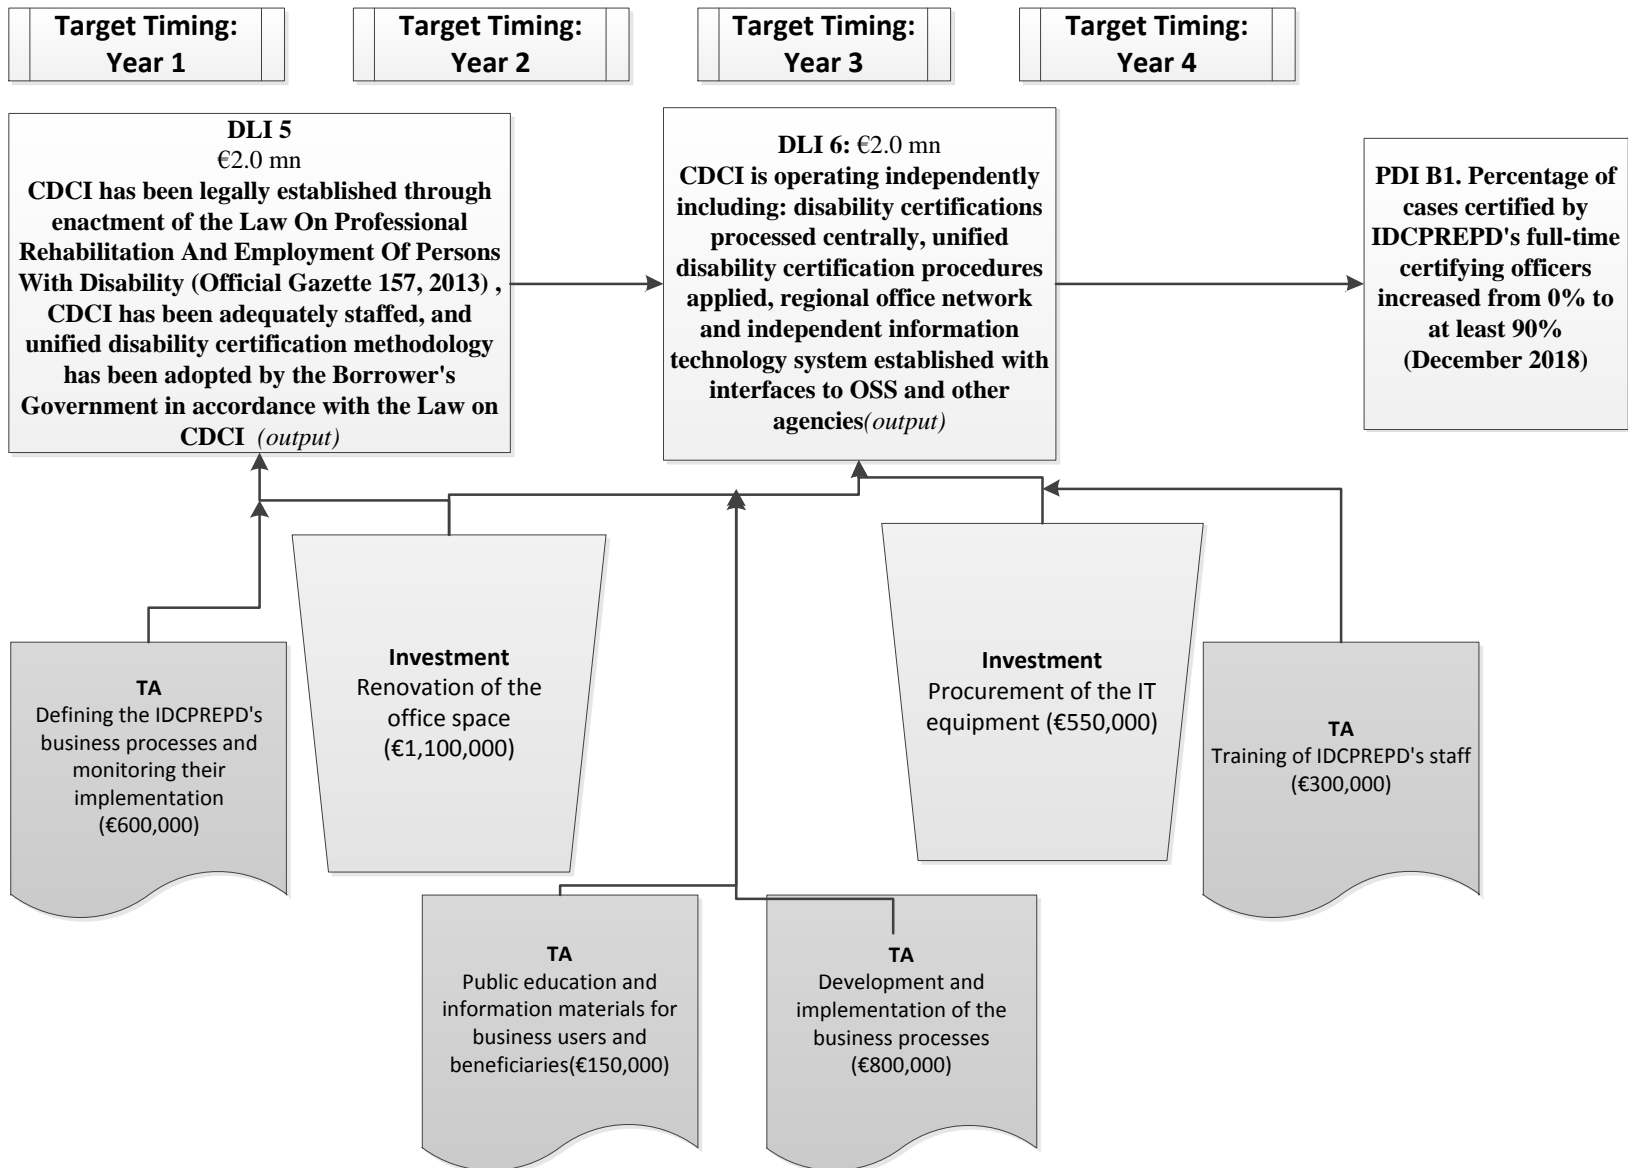 Target Timing:
Year 1
Target Timing:
Year 2
Target Timing:
Year 3
Target Timing:
Year 4
DLI 5
€2.0 mn
CDCI has been legally established through
enactment of the Law On Professional
Rehabilitation And Employment Of Persons
With Disability (Official Gazette 157, 2013) ,
CDCI has been adequately staffed, and
unified disability certification methodology
has been adopted by the Borrower's
Government in accordance with the Law on
CDCI (output)
DLI 6: €2.0 mn
CDCI is operating independently
including: disability certifications
processed centrally, unified
disability certification procedures
applied, regional office network
and independent information
technology system established with
interfaces to OSS and other
agencies(output)
PDI B1. Percentage of
cases certified by
IDCPREPD's full-time
certifying officers
increased from 0% to
at least 90%
(December 2018)
TA
Defining the IDCPREPD's
business processes and
monitoring their
implementation
(€600,000)
Investment
Renovation of the
office space
(€1,100,000)
Investment
Procurement of the IT
equipment (€550,000)
TA
Training of IDCPREPD's staff
(€300,000)
TA
Public education and
information materials for
business users and
beneficiaries(€150,000)
TA
Development and
implementation of the
business processes
(€800,000)